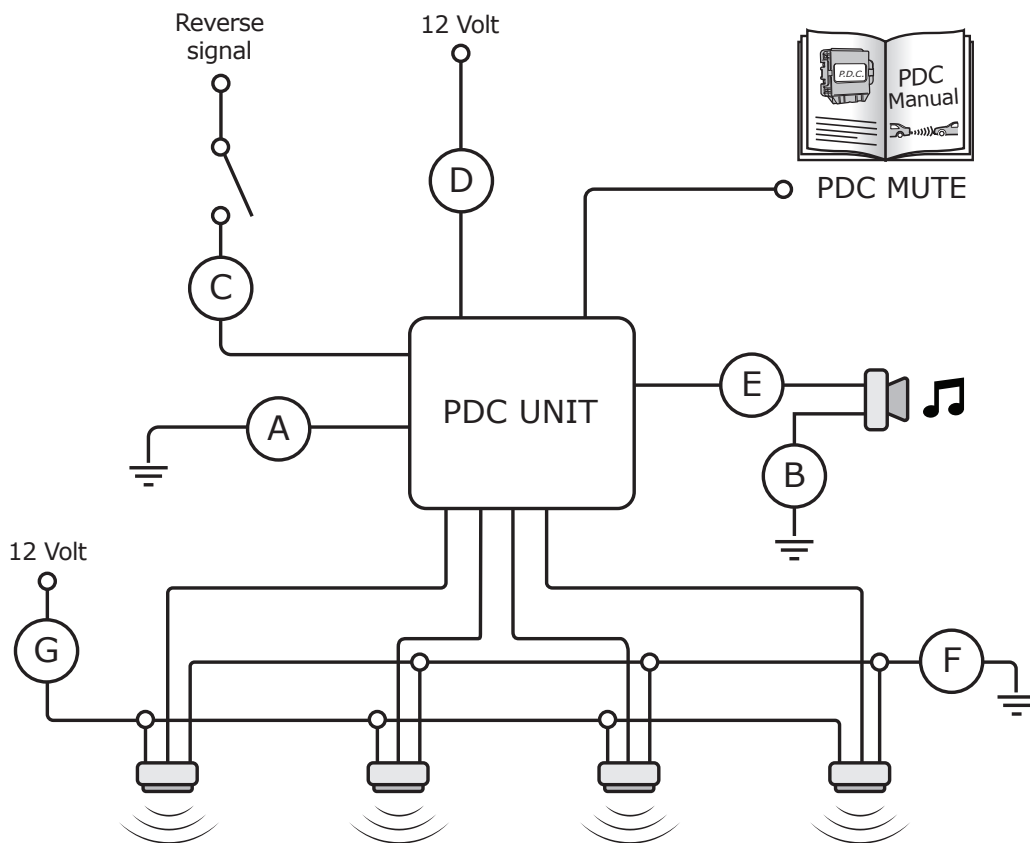 Reverse
signal
12 Volt
P.D.C.
PDC
Manual
D
PDC MUTE
C
E
A
PDC UNIT
B
12 Volt
G
F